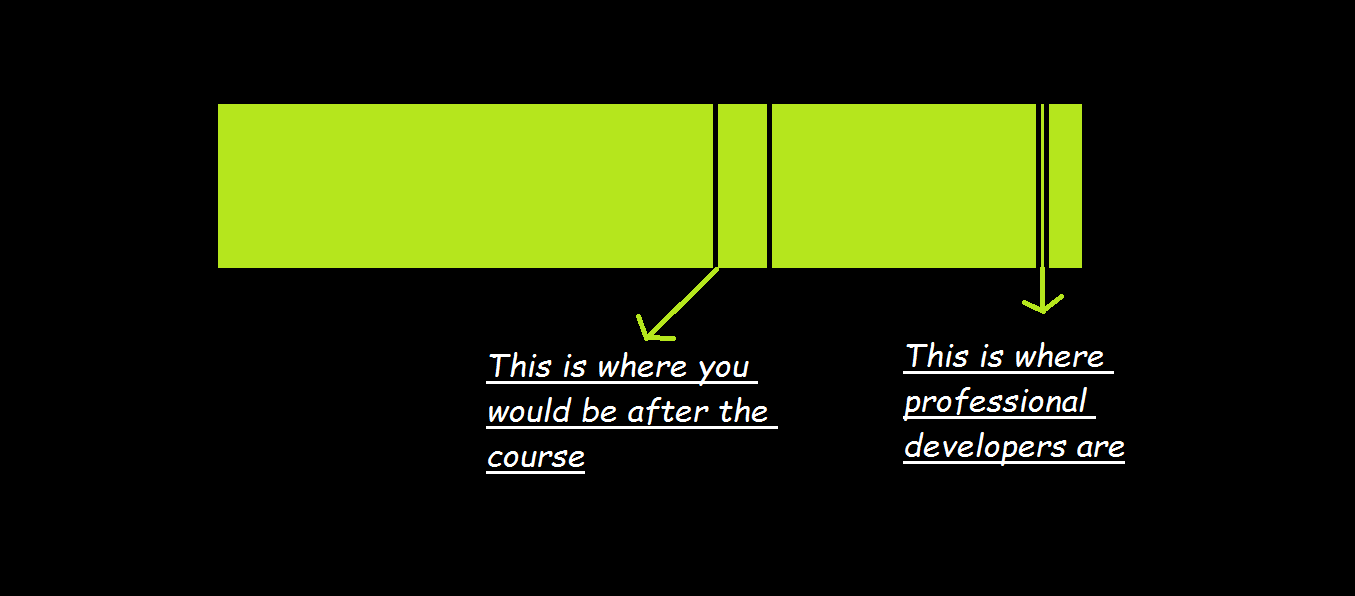 This is where you
would be after the
course
This is where
professional
developers are